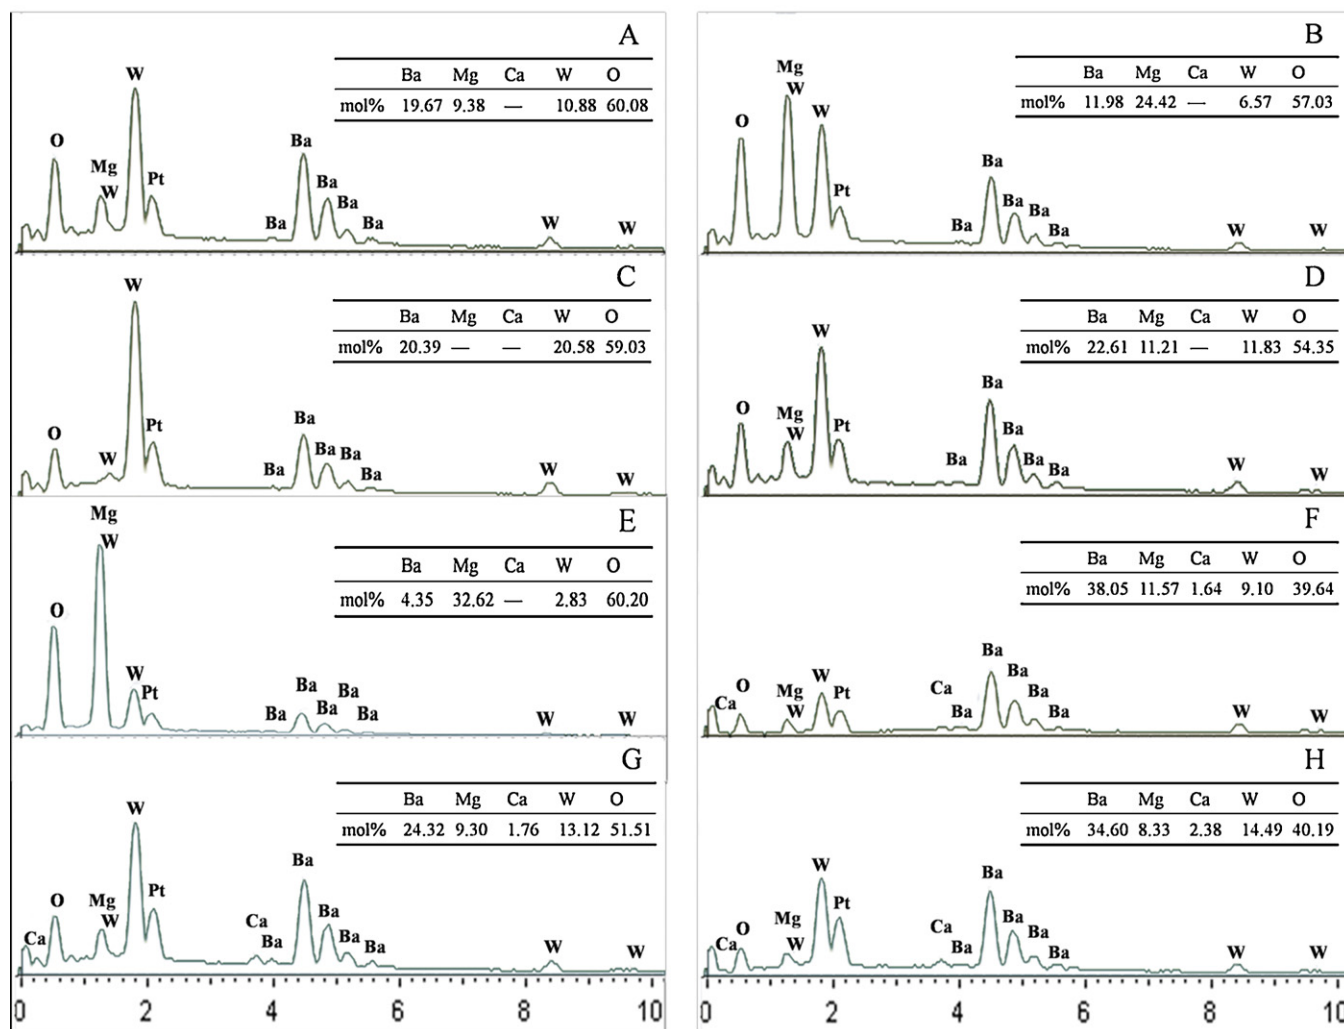 A
Ba Mg Ca W O
mol% 19.67 9.38 — 10.88 60.08
W
O
Mg
W
Pt
Ba
Ba
Ba
Ba
Ba
W
W
B
Ba Mg Ca W O
mol% 11.98 24.42 — 6.57 57.03
Mg
W
W
O
Pt
Ba
Ba
Ba
Ba
Ba
W
W
C
Ba Mg Ca W O
mol% 20.39 — — 20.58 59.03
W
O
W
Pt
Ba
Ba
Ba
Ba
Ba
W
W
D
Ba Mg Ca W O
mol% 22.61 11.21 — 11.83 54.35
W
O
Mg
W
Pt
Ba
Ba
Ba
Ba
Ba
W
W
E
Ba Mg Ca W O
mol% 4.35 32.62 — 2.83 60.20
Mg
W
O
W
Pt
Ba
Ba
Ba
Ba
Ba
W
W
F
Ba Mg Ca W O
mol% 38.05 11.57 1.64 9.10 39.64
Ca
O
Mg
W
W
Pt
Ca
Ba
Ba
Ba
Ba
Ba
W
W
G
Ba Mg Ca W O
mol% 24.32 9.30 1.76 13.12 51.51
W
Ca
O
Mg
W
Pt
Ca
Ba
Ba
Ba
Ba
Ba
W
W
0 2 4 6 8 10
H
Ba Mg Ca W O
mol% 34.60 8.33 2.38 14.49 40.19
W
Ca
O
Mg
W
Pt
Ca
Ba
Ba
Ba
Ba
Ba
W
W
0 2 4 6 8 10